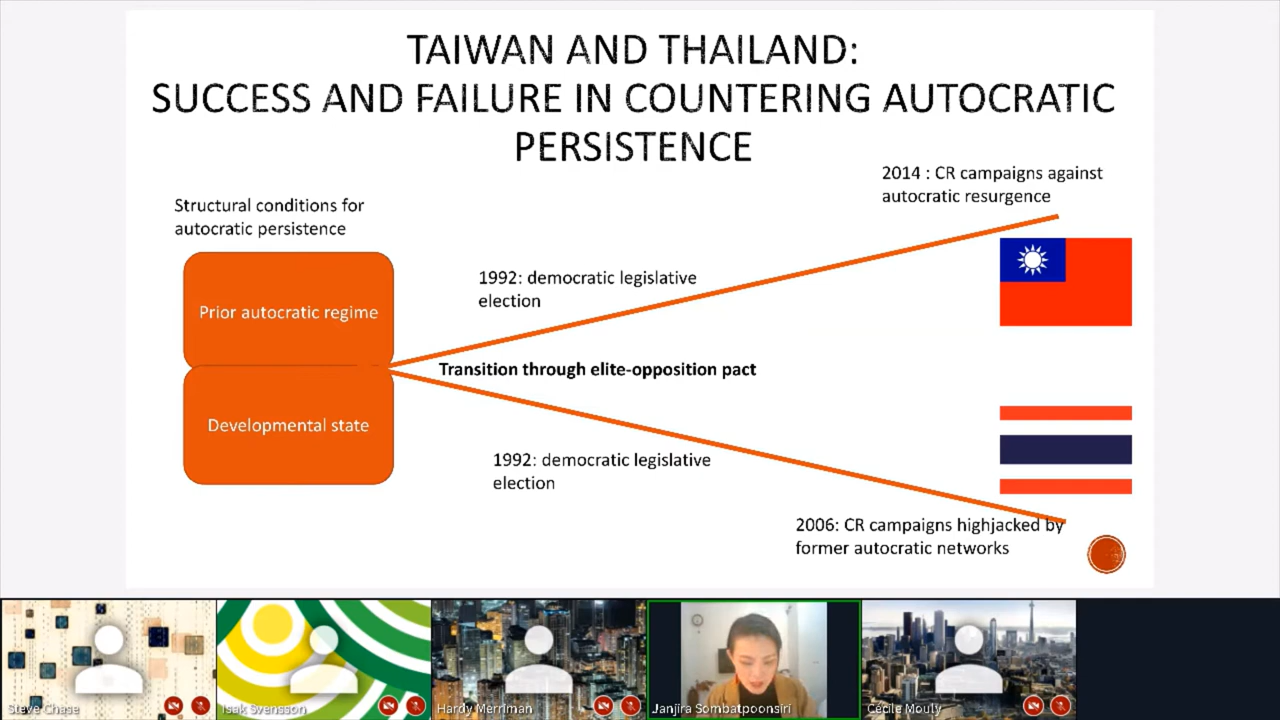 TAIWAN AND THAILAND:
SUCCESS AND FAILURE IN COUNTERING AUTOCRATIC
PERSISTENCE
2014 : CR campaigns against
autocratic resurgence
Structural conditions for
autocratic persistence
1992: democratic legislative
election
Prior autocratic regime
Transition through elite-opposition pact
Developmental state
1992: democratic legislative
election
2006: CR campaigns highjacked by
former autocratic networks
Steve Chase
Isak Svensson
Hardy Merriman
Janjira Sombatpoonsiri
Cécile Mouly